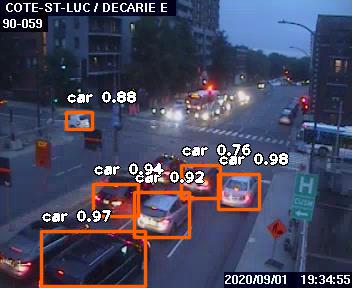 COTE-ST-LUC / DECARIE E
90-059
car 0.88
car 0.76
car 0.94
car 0.98
car 0.92
H
CUSM
car 0.97
2020/09/01 19:34:55